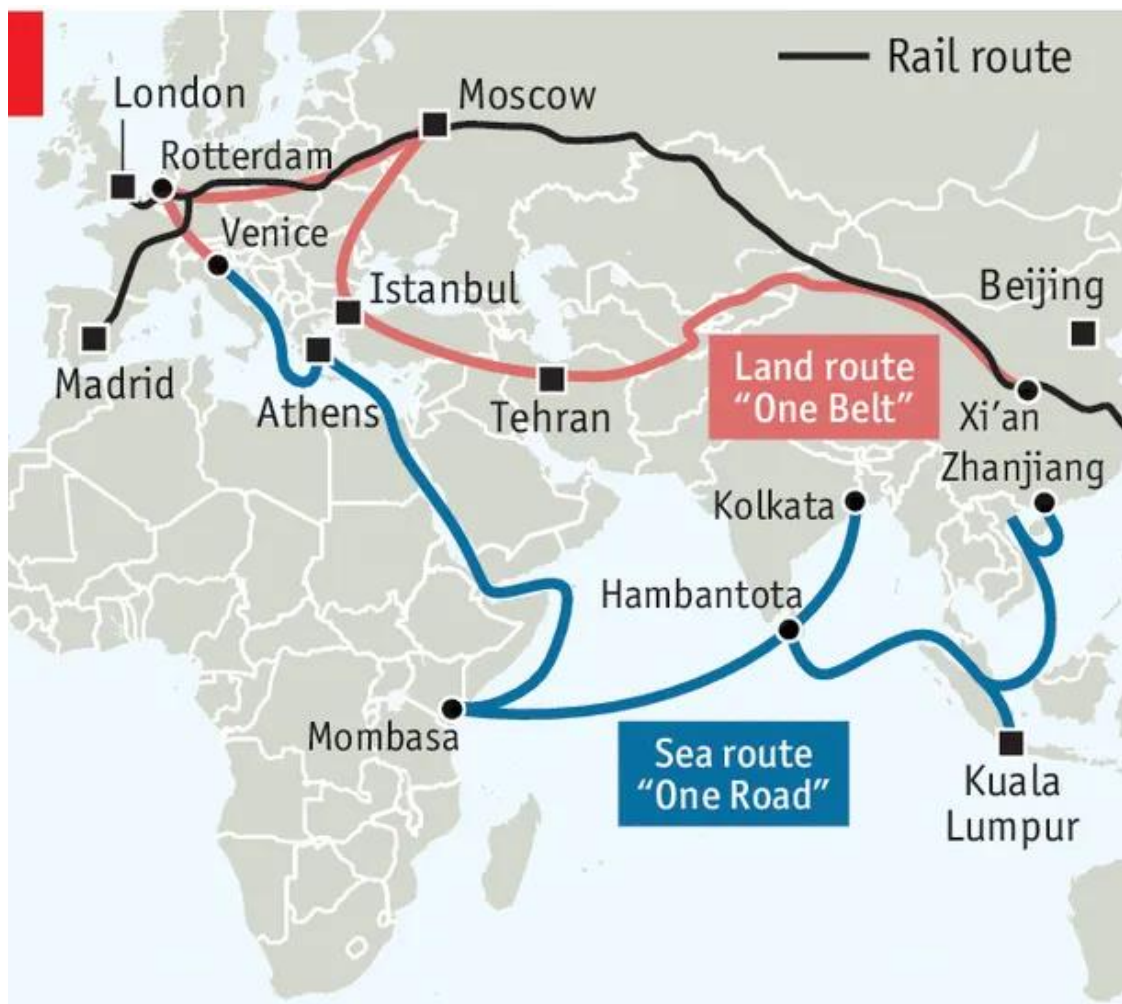 Rail route
London
Moscow
Rotterdam
Venice
Istanbul
Beijing
Madrid
Athens
Tehran
Land route
“One Belt”
Xi’an
Zhanjiang
Kolkata
Hambantota
Mombasa
Sea route
“One Road”
Kuala
Lumpur